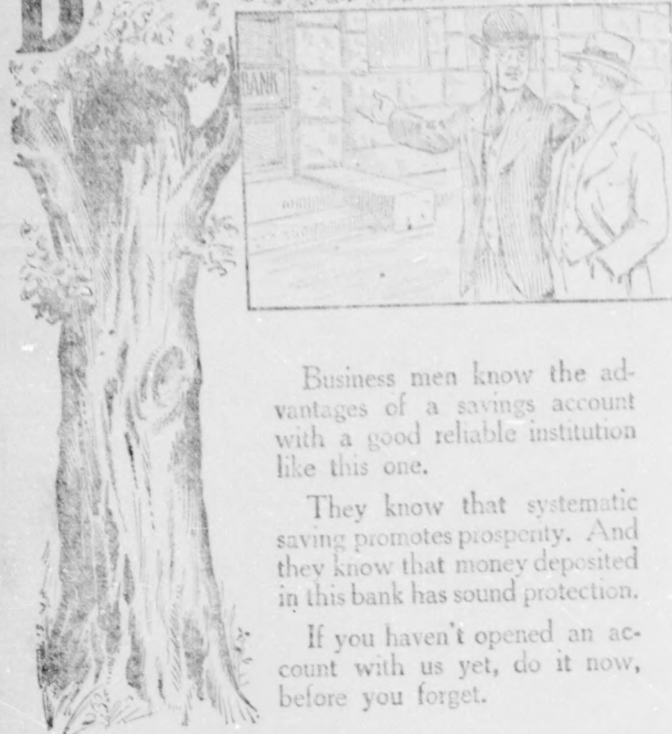 B
BANK
Business men know the ad-
vantages of a savings account
with a good reliable institution
like this one.
They know that systematic
saving promotes prosperity. And
they know that money deposited
in this bank has sound protection.
If you haven't opened an ac-
count with us yet, do it now,
before you forget.